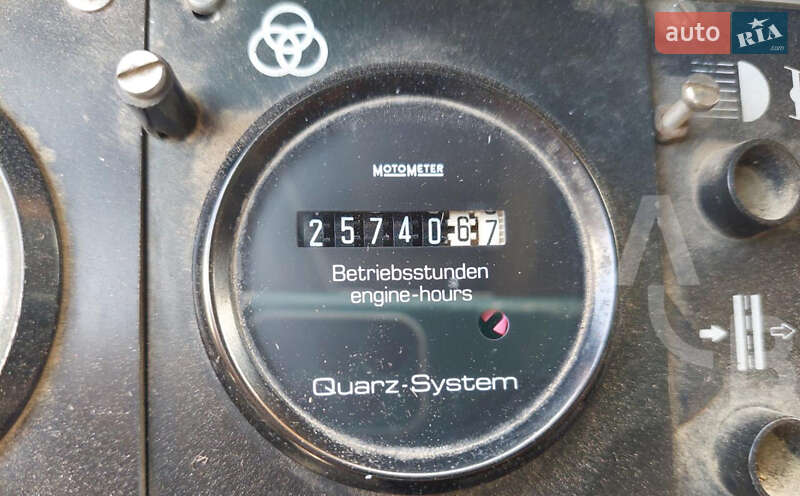 auto RIA
.com
MOTOMETER
2574067
Betriebsstunden
engine-hours
Quarz-System